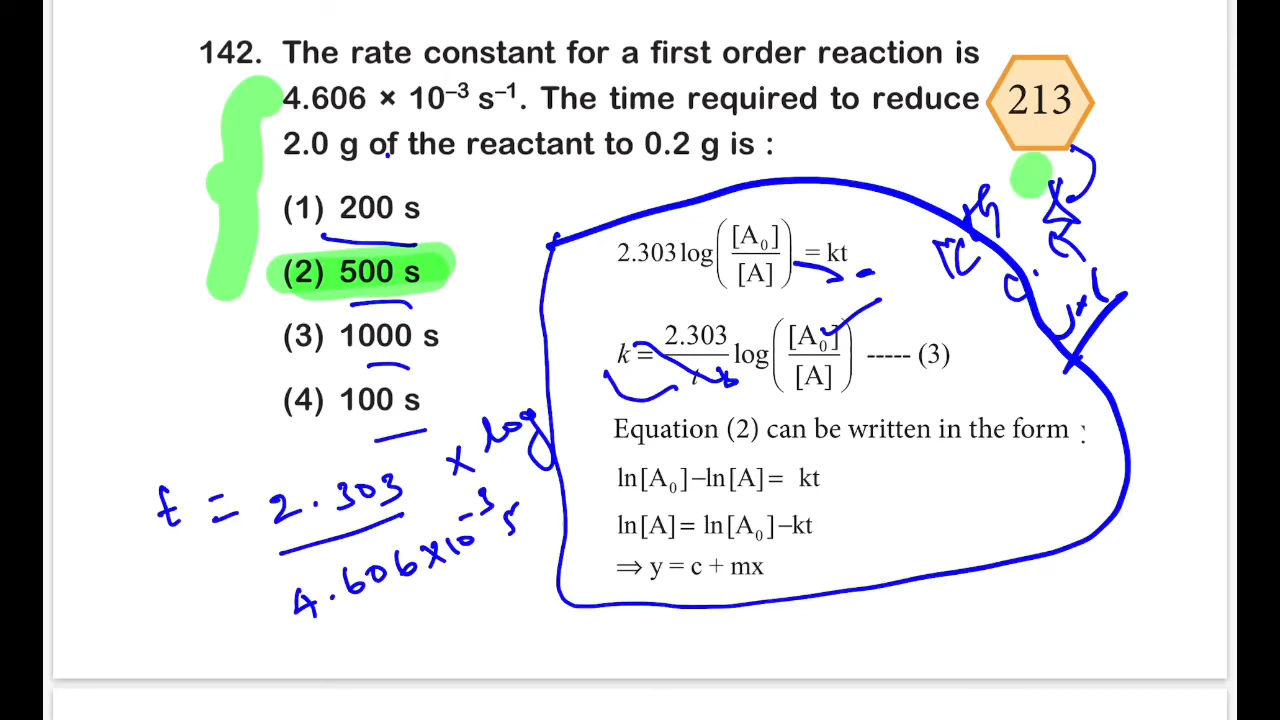 142. The rate constant for a first order reaction is
4.606 × 10⁻³ s⁻¹. The time required to reduce
2.0 g of the reactant to 0.2 g is :
213
(1) 200 s
(2) 500 s
(3) 1000 s
(4) 100 s
2.303 log([A₀]/[A]) = kt
k = 2.303/t log([A₀]/[A]) ----- (3)
Equation (2) can be written in the form :
ln[A₀]–ln[A]= kt
ln[A]= ln[A₀]–kt
⇒ y = c + mx
t = 2.303 × log
4.606×10⁻³ s